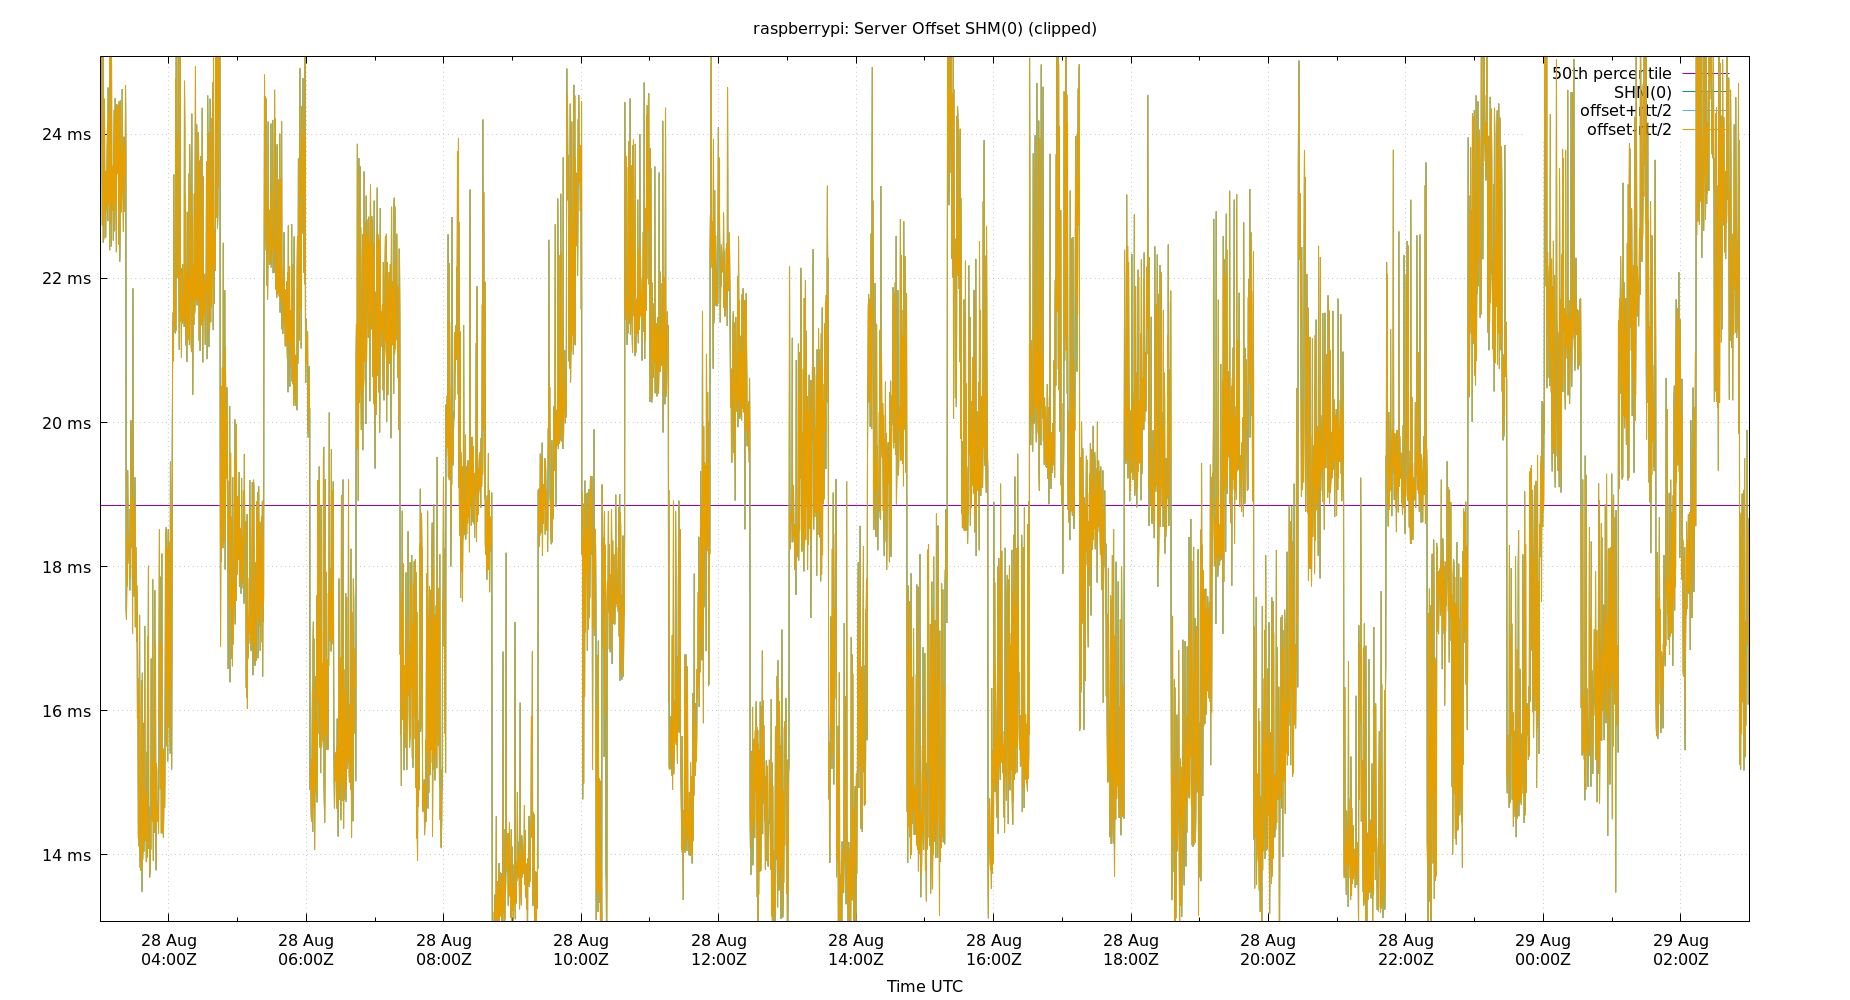 raspberrypi: Server Offset SHM(0) (clipped)
50th percentile
SHM(0)
offset+rtt/2
offset-rtt/2
24 ms
22 ms
20 ms
18 ms
16 ms
14 ms
28 Aug 28 Aug 28 Aug 28 Aug 28 Aug 28 Aug 28 Aug 28 Aug 28 Aug 28 Aug 29 Aug 29 Aug
04:00Z 06:00Z 08:00Z 10:00Z 12:00Z 14:00Z 16:00Z 18:00Z 20:00Z 22:00Z 00:00Z 02:00Z
Time UTC